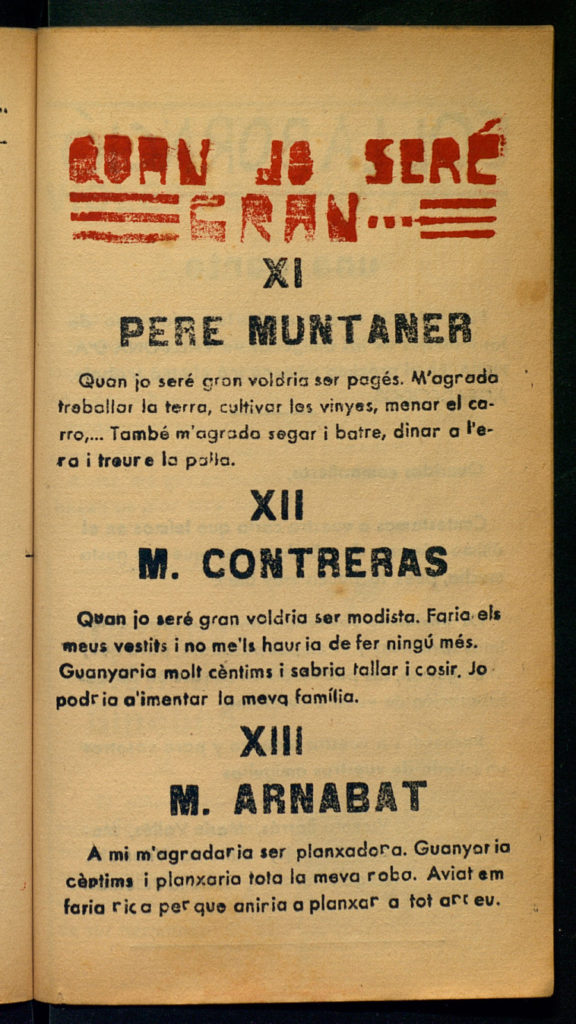 QUAN JO SERÉ
GRAN...
XI
PERE MUNTANER
Quan jo seré gran voldria ser pagés. M'agrada
treballar la terra, cultivar les vinyes, menar el ca-
rro,... També m'agrada segar i batre, dinar a l'e-
ra i treure la palla.
XII
M. CONTRERAS
Quan jo seré gran voldria ser modista. Faria els
meus vestits i no me'ls hauria de fer ningú més.
Guanyaria molt cèntims i sabria tallar i cosir. Jo
podria a'imentar la meva família.
XIII
M. ARNABAT
A mi m'agradaria ser planxadora. Guanyaria
cèntims i planxaria tota la meva roba. Aviat em
faria rica perque aniria a planxar a tot arreu.